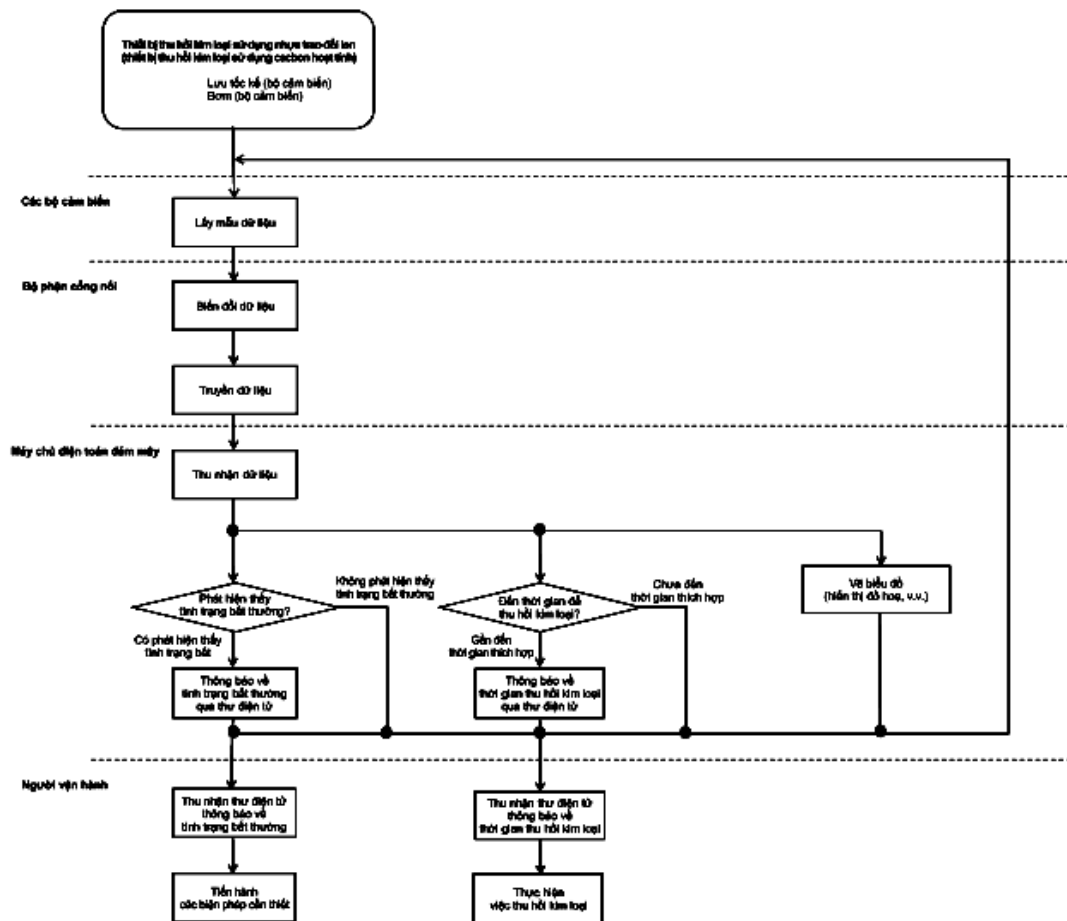 Thiết bị thu hồi kim loại sử dụng nhựa trao đổi ion
(thiết bị thu hồi kim loại sử dụng cacbon hoạt tính)
Lưu tốc kế (bộ cảm biến)
Bơm (bộ cảm biến)
Các bộ cảm biến
Lấy mẫu dữ liệu
Bộ phận cổng nối
Biến đổi dữ liệu
Truyền dữ liệu
Máy chủ điện toán đám mây
Thu nhận dữ liệu
Phát hiện thấy
tình trạng bất thường?
Không phát hiện thấy
tình trạng bất thường
Có phát hiện thấy
tình trạng bất
Đến thời gian để
thu hồi kim loại?
Chưa đến
thời gian thích hợp
Gần đến
thời gian thích hợp
Vẽ biểu đồ
(hiển thị đồ hoạ, v.v.)
Thông báo về
tình trạng bất thường
qua thư điện tử
Thông báo về
thời gian thu hồi kim loại
qua thư điện tử
Người vận hành
Thu nhận thư điện tử
thông báo về
tình trạng bất thường
Thu nhận thư điện tử
thông báo về
thời gian thu hồi kim loại
Tiến hành
các biện pháp cần thiết
Thực hiện
việc thu hồi kim loại